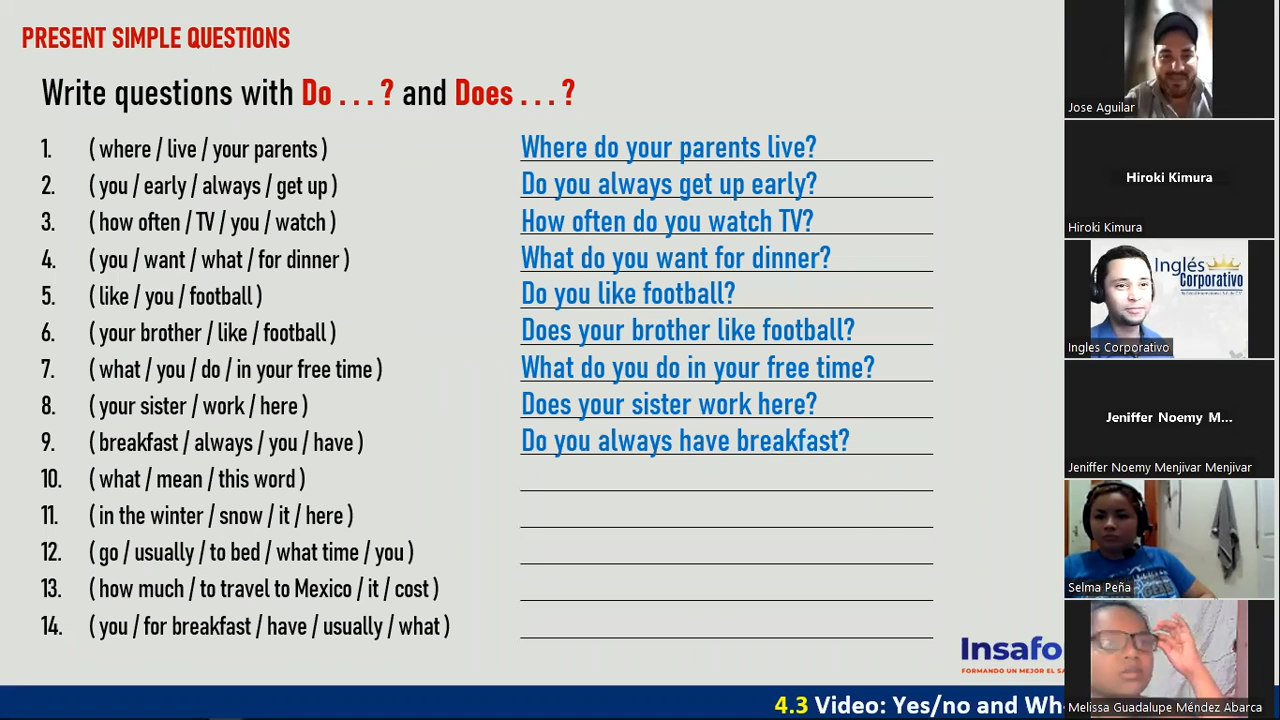 PRESENT SIMPLE QUESTIONS
Write questions with Do . . . ? and Does . . . ?
1. ( where / live / your parents ) Where do your parents live?
2. ( you / early / always / get up ) Do you always get up early?
3. ( how often / TV / you / watch ) How often do you watch TV?
4. ( you / want / what / for dinner ) What do you want for dinner?
5. ( like / you / football ) Do you like football?
6. ( your brother / like / football ) Does your brother like football?
7. ( what / you / do / in your free time ) What do you do in your free time?
8. ( your sister / work / here ) Does your sister work here?
9. ( breakfast / always / you / have ) Do you always have breakfast?
10. ( what / mean / this word )
11. ( in the winter / snow / it / here )
12. ( go / usually / to bed / what time / you )
13. ( how much / to travel to Mexico / it / cost )
14. ( you / for breakfast / have / usually / what )
Insafo
FORMANDO UN MEJOR EL SA
4.3 Video: Yes/no and Wh
Jose Aguilar
Hiroki Kimura
Hiroki Kimura
Inglés
Corporativo
Ingles Corporativo
Jeniffer Noemy M...
Jeniffer Noemy Menjivar Menjivar
Selma Peña
Melissa Guadalupe Méndez Abarca